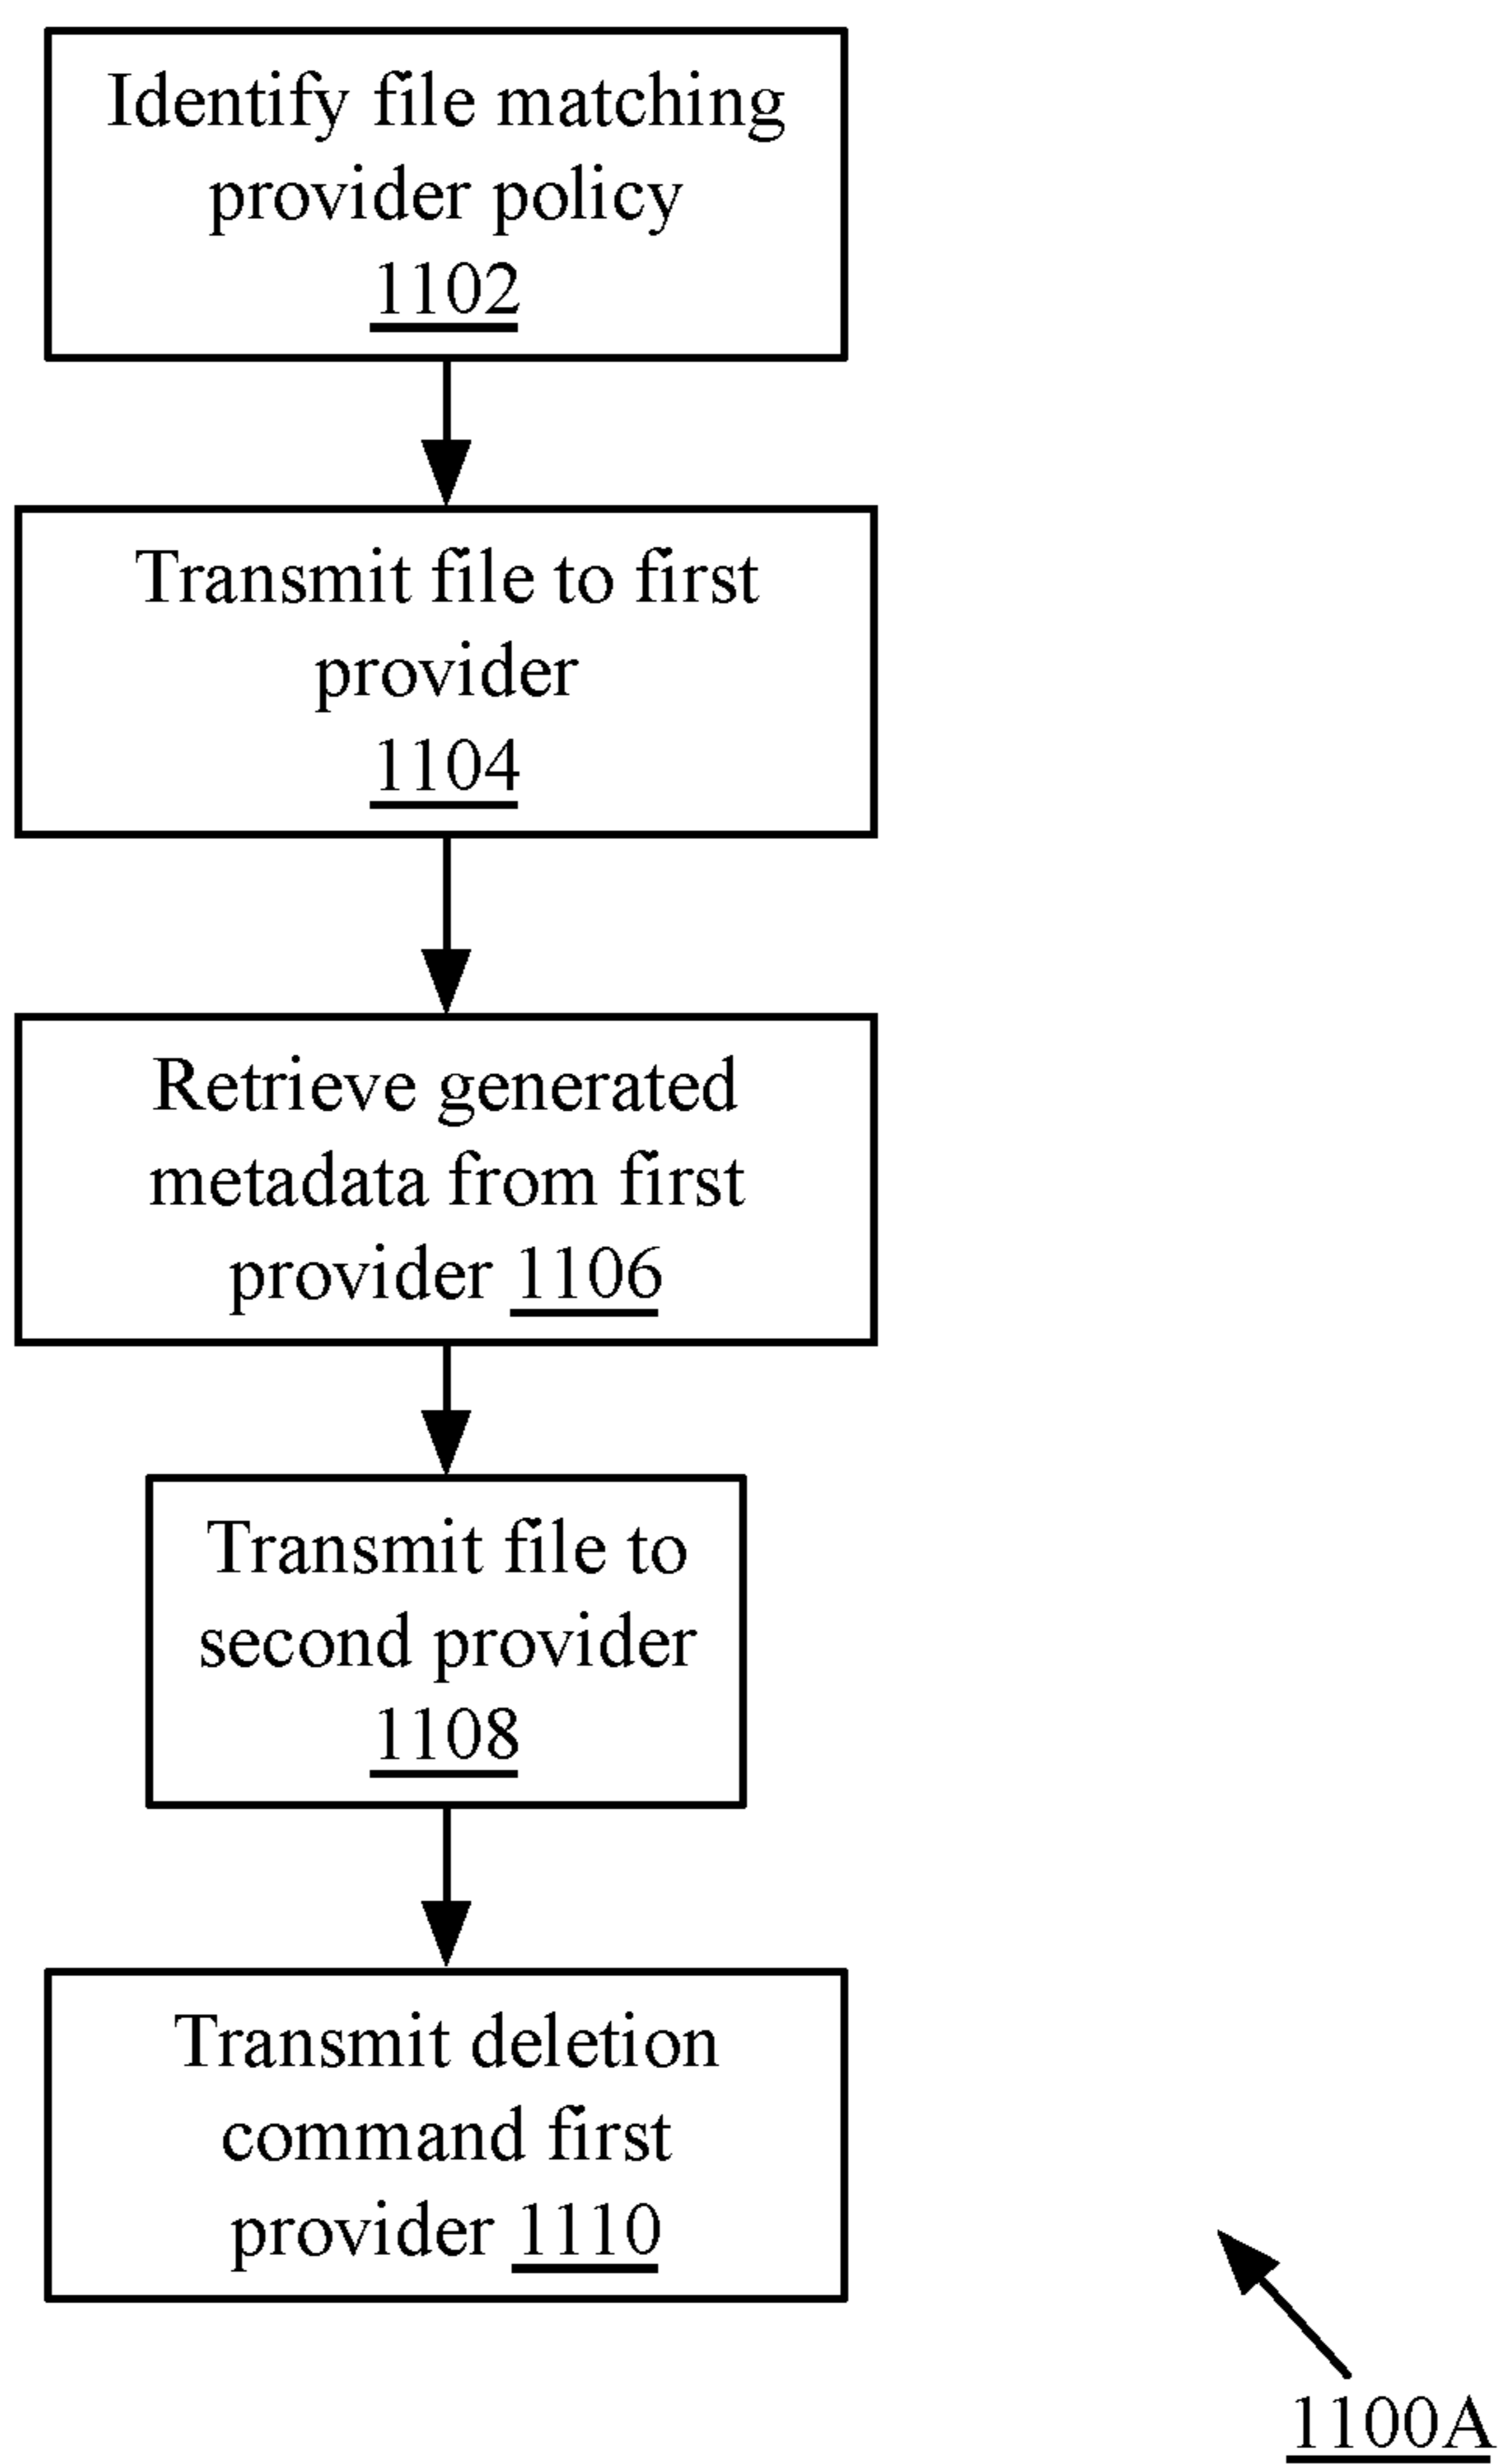 Identify file matching
provider policy
1102
Transmit file to first
provider
1104
Retrieve generated
metadata from first
provider 1106
Transmit file to
second provider
1108
Transmit deletion
command first
provider 1110
1100A